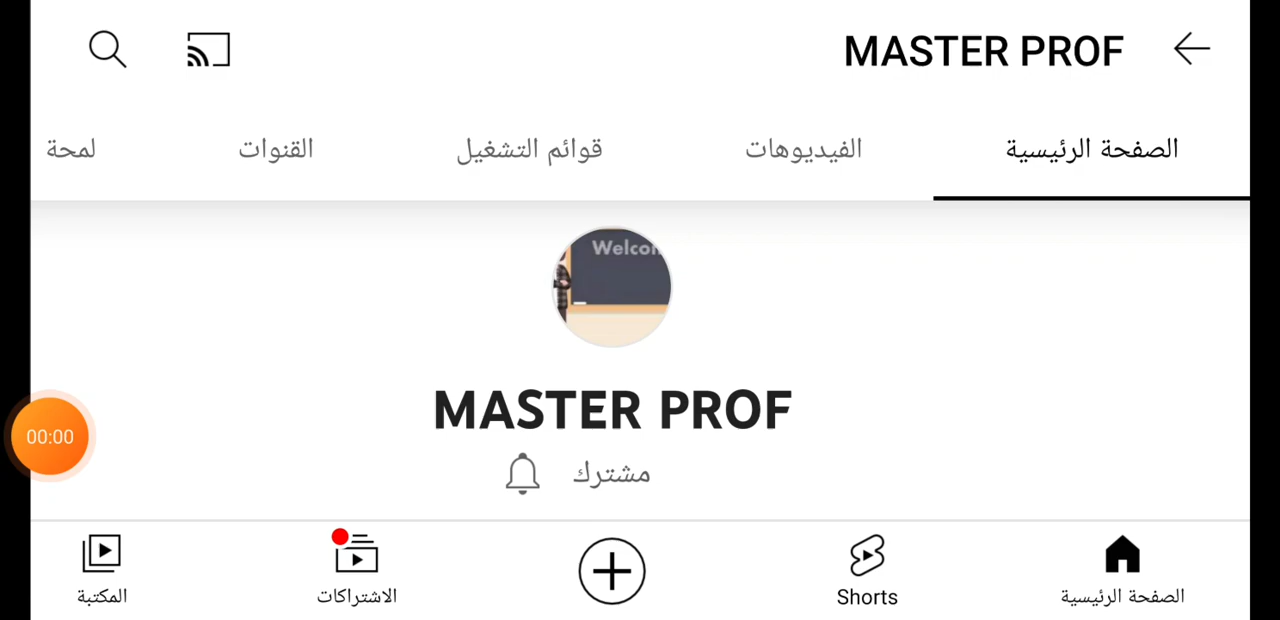 MASTER PROF
الصفحة الرئيسية
الفيديوهات
قوائم التشغيل
القنوات
لمحة
Welcom
MASTER PROF
مشترك
00:00
الصفحة الرئيسية
Shorts
الاشتراكات
المكتبة